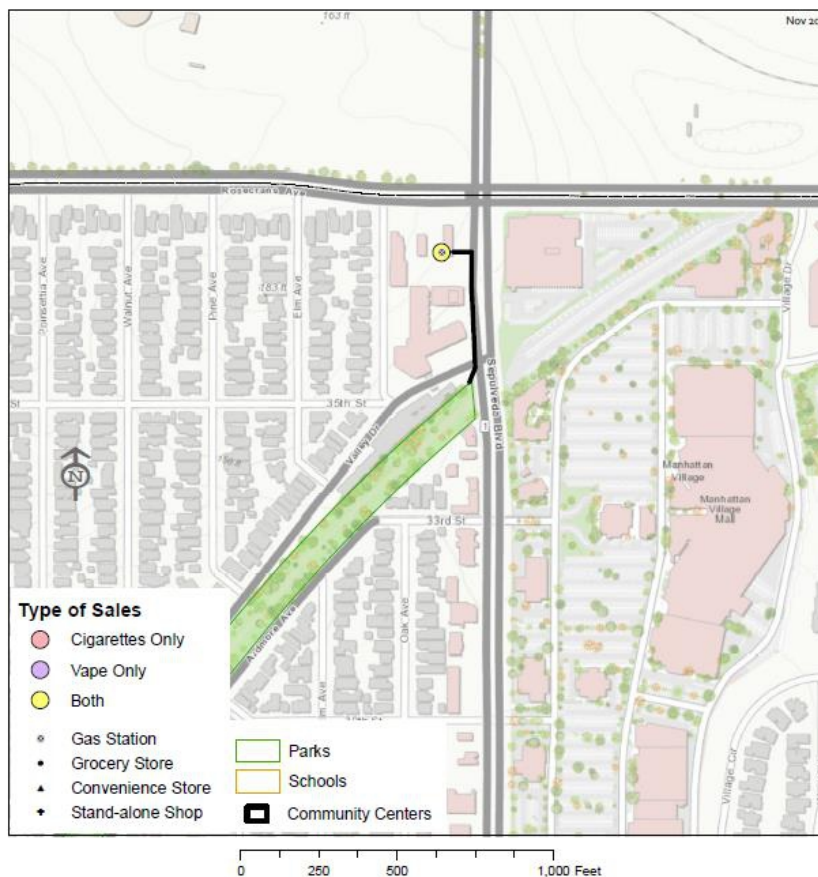 163 ft
Nov 20
Rosecrans Ave
Poinsettia Ave
Walnut Ave
Pine Ave
Elm Ave
163 ft
Village Dr
Sepulveda Blvd
35th St
St
1
Valley Dr
Manhattan
Village
Manhattan
Village
Mall
N
33rd St
Oak Ave
Ardmore Ave
Ave
Village Cir
Type of Sales
Cigarettes Only
Vape Only
Both
Gas Station
Grocery Store
Convenience Store
Stand-alone Shop
Parks
Schools
Community Centers
0
250
500
1,000 Feet